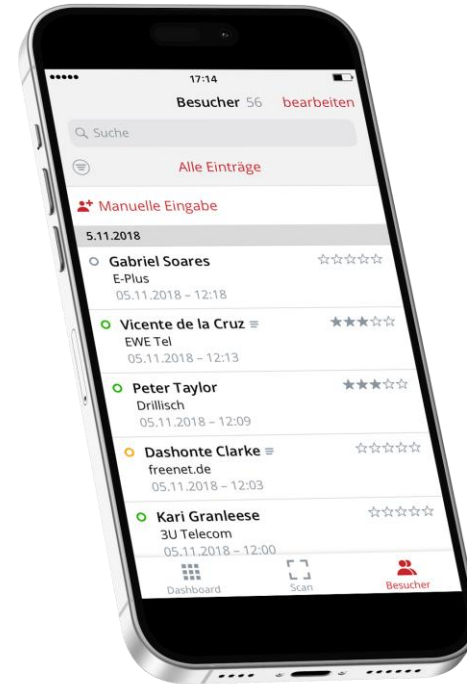 17:14
Besucher 56 bearbeiten
Suche
Alle Einträge
Manuelle Eingabe
5.11.2018
Gabriel Soares
E-Plus
05.11.2018 – 12:18
Vicente de la Cruz
EWE Tel
05.11.2018 – 12:13
Peter Taylor
Drillisch
05.11.2018 – 12:09
Dashonte Clarke
freenet.de
05.11.2018 – 12:03
Kari Granleese
3U Telecom
05.11.2018 – 12:00
Dashboard Scan Besucher